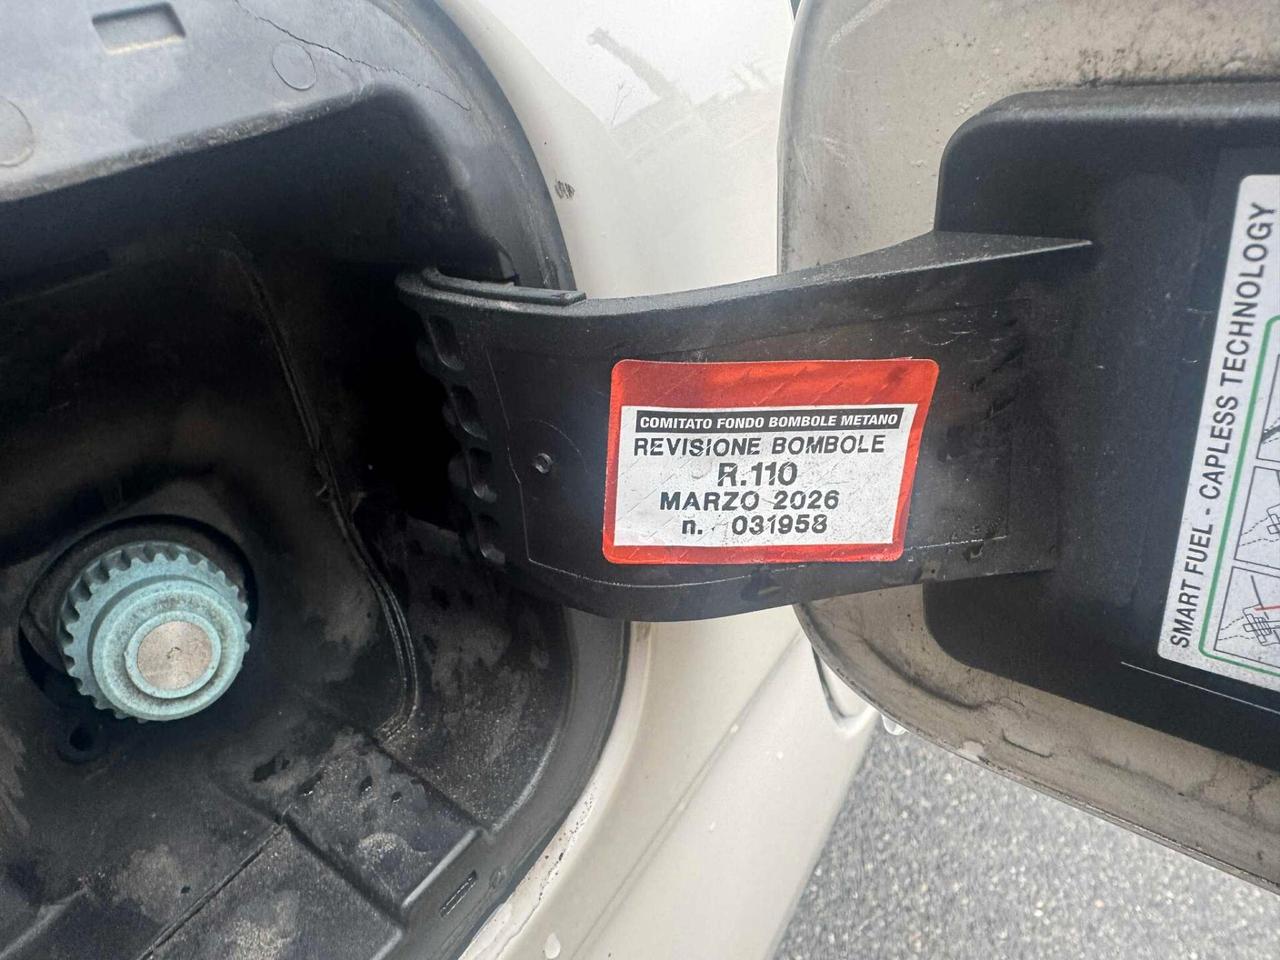 COMITATO FONDO BOMBOLE METANO
REVISIONE BOMBOLE
R.110
MARZO 2026
n. 031958
SMART FUEL - CAPLESS TECHNOLOGY